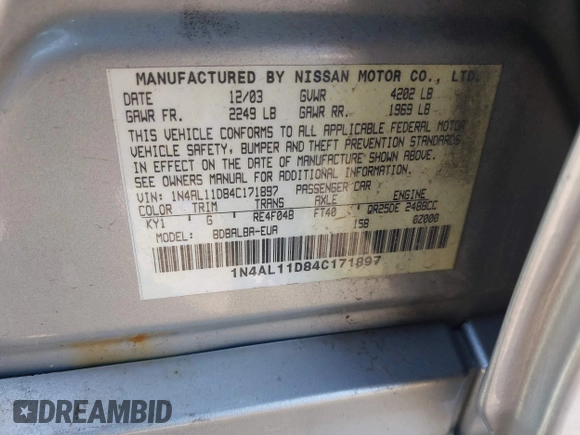 MANUFACTURED BY NISSAN MOTOR CO., LTD.
DATE 12/03 GVWR 4202 LB
GAWR FR. 2249 LB GAWR RR. 1969 LB
THIS VEHICLE CONFORMS TO ALL APPLICABLE FEDERAL MOTOR
VEHICLE SAFETY, BUMPER AND THEFT PREVENTION STANDARDS
IN EFFECT ON THE DATE OF MANUFACTURE SHOWN ABOVE.
SEE OWNERS MANUAL FOR ADDITIONAL INFORMATION.
VIN: 1N4AL11D84C171897 PASSENGER CAR
COLOR TRIM TRANS AXLE ENGINE
KY1 G RE4F04B FT40 QR25DE 2488CC
MODEL: BDBALBA-EUA 15B 02000
1N4AL11D84C171897
DREAMBID